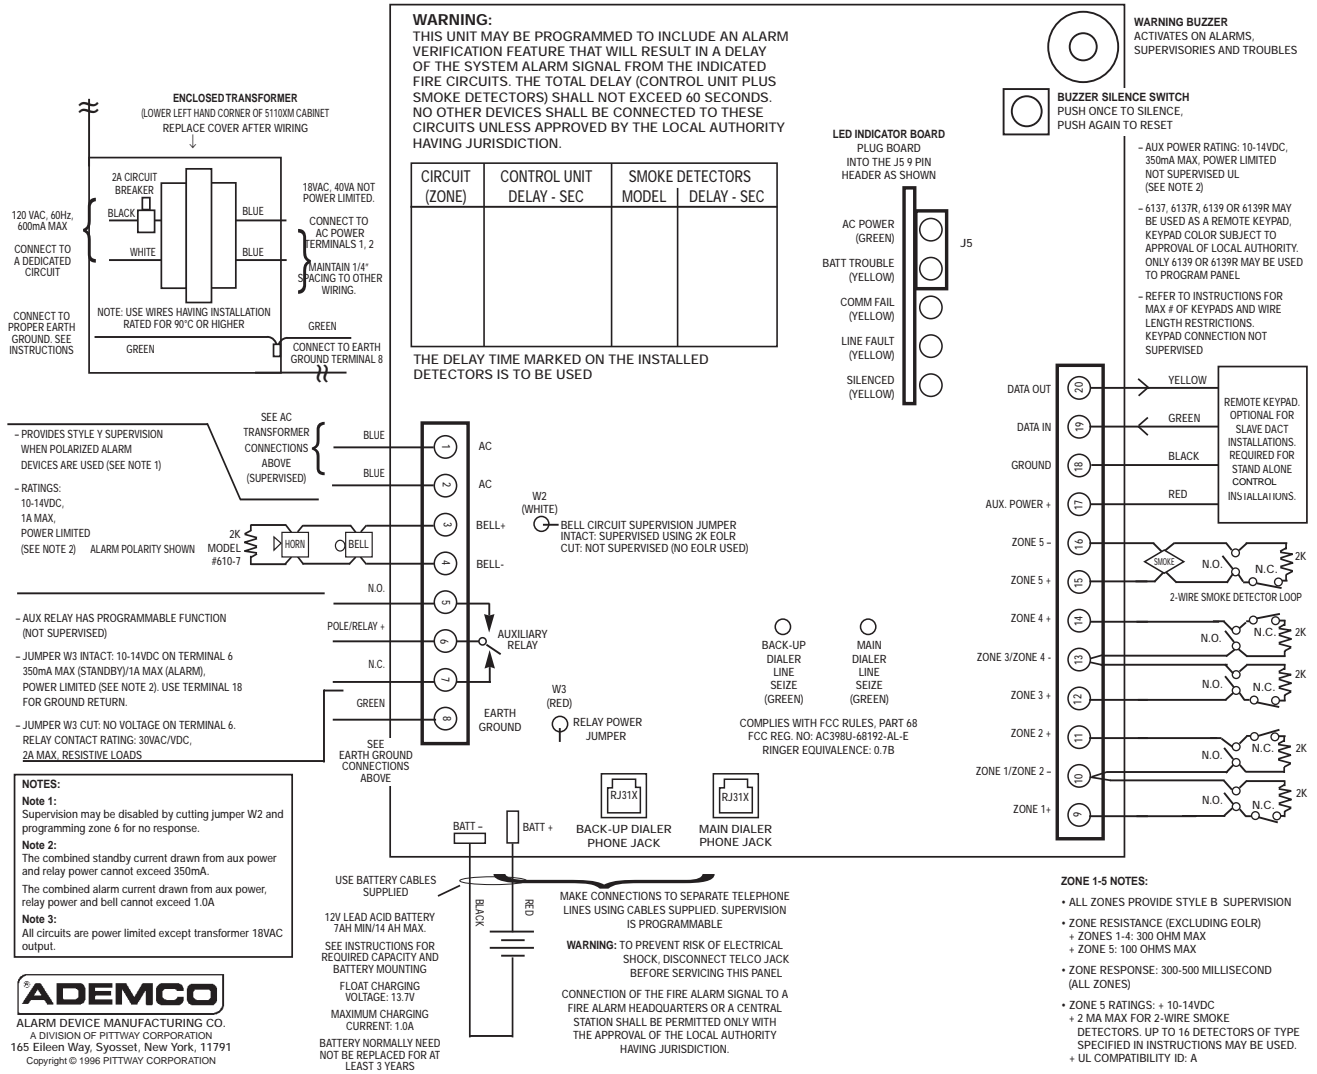 WARNING:
THIS UNIT MAY BE PROGRAMMED TO INCLUDE AN ALARM
VERIFICATION FEATURE THAT WILL RESULT IN A DELAY
OF THE SYSTEM ALARM SIGNAL FROM THE INDICATED
FIRE CIRCUITS. THE TOTAL DELAY (CONTROL UNIT PLUS
SMOKE DETECTORS) SHALL NOT EXCEED 60 SECONDS.
NO OTHER DEVICES SHALL BE CONNECTED TO THESE
CIRCUITS UNLESS APPROVED BY THE LOCAL AUTHORITY
HAVING JURISDICTION.
CIRCUIT
(ZONE)
CONTROL UNIT
DELAY - SEC
SMOKE DETECTORS
MODEL
DELAY - SEC
THE DELAY TIME MARKED ON THE INSTALLED
DETECTORS IS TO BE USED
WARNING BUZZER
ACTIVATES ON ALARMS,
SUPERVISORIES AND TROUBLES
BUZZER SILENCE SWITCH
PUSH ONCE TO SILENCE,
PUSH AGAIN TO RESET
LED INDICATOR BOARD
PLUG BOARD
INTO THE J5 9 PIN
HEADER AS SHOWN
AC POWER
(GREEN)
J5
BATT TROUBLE
(YELLOW)
COMM FAIL
(YELLOW)
LINE FAULT
(YELLOW)
SILENCED
(YELLOW)
– AUX POWER RATING: 10-14VDC,
350mA MAX, POWER LIMITED
NOT SUPERVISED UL
(SEE NOTE 2)
– 6137, 6137R, 6139 OR 6139R MAY
BE USED AS A REMOTE KEYPAD,
KEYPAD COLOR SUBJECT TO
APPROVAL OF LOCAL AUTHORITY.
ONLY 6139 OR 6139R MAY BE USED
TO PROGRAM PANEL
– REFER TO INSTRUCTIONS FOR
MAX # OF KEYPADS AND WIRE
LENGTH RESTRICTIONS.
KEYPAD CONNECTION NOT
SUPERVISED
ENCLOSED TRANSFORMER
(LOWER LEFT HAND CORNER OF 5110XM CABINET
REPLACE COVER AFTER WIRING
2A CIRCUIT
BREAKER
BLACK
WHITE
BLUE
BLUE
120 VAC, 60Hz,
600mA MAX
CONNECT TO
A DEDICATED
CIRCUIT
18VAC, 40VA NOT
POWER LIMITED.
CONNECT TO
AC POWER
TERMINALS 1, 2
MAINTAIN 1/4"
SPACING TO OTHER
WIRING.
CONNECT TO
PROPER EARTH
GROUND. SEE
INSTRUCTIONS
NOTE: USE WIRES HAVING INSTALLATION
RATED FOR 90°C OR HIGHER
GREEN
GREEN
CONNECT TO EARTH
GROUND TERMINAL 8
– PROVIDES STYLE Y SUPERVISION
WHEN POLARIZED ALARM
DEVICES ARE USED (SEE NOTE 1)
– RATINGS:
10-14VDC,
1A MAX,
POWER LIMITED
(SEE NOTE 2)
ALARM POLARITY SHOWN
SEE AC
TRANSFORMER
CONNECTIONS
ABOVE
(SUPERVISED)
2K
MODEL
#610-7
HORN
BELL
– AUX RELAY HAS PROGRAMMABLE FUNCTION
(NOT SUPERVISED)
– JUMPER W3 INTACT: 10-14VDC ON TERMINAL 6
350mA MAX (STANDBY)/1A MAX (ALARM),
POWER LIMITED (SEE NOTE 2). USE TERMINAL 18
FOR GROUND RETURN.
– JUMPER W3 CUT: NO VOLTAGE ON TERMINAL 6.
RELAY CONTACT RATING: 30VAC/VDC,
2A MAX, RESISTIVE LOADS
BLUE
1
AC
BLUE
2
AC
3
BELL+
4
BELL-
N.O.
5
POLE/RELAY +
6
AUXILIARY
RELAY
N.C.
7
GREEN
8
EARTH
GROUND
SEE
EARTH GROUND
CONNECTIONS
ABOVE
W2
(WHITE)
BELL CIRCUIT SUPERVISION JUMPER
INTACT: SUPERVISED USING 2K EOLR
CUT: NOT SUPERVISED (NO EOLR USED)
W3
(RED)
RELAY POWER
JUMPER
BACK-UP
DIALER
LINE
SEIZE
(GREEN)
MAIN
DIALER
LINE
SEIZE
(GREEN)
COMPLIES WITH FCC RULES, PART 68
FCC REG. NO: AC398U-68192-AL-E
RINGER EQUIVALENCE: 0.7B
RJ31X
BACK-UP DIALER
PHONE JACK
RJ31X
MAIN DIALER
PHONE JACK
DATA OUT
20
YELLOW
DATA IN
19
GREEN
GROUND
18
BLACK
AUX. POWER +
17
RED
REMOTE KEYPAD.
OPTIONAL FOR
SLAVE DACT
INSTALLATIONS.
REQUIRED FOR
STAND ALONE
CONTROL
INSTALLATIONS.
ZONE 5 –
16
ZONE 5 +
15
SMOKE
N.O.
N.C.
2K
2-WIRE SMOKE DETECTOR LOOP
ZONE 4 +
14
N.O.
N.C.
2K
ZONE 3/ZONE 4 -
13
ZONE 3 +
12
N.O.
N.C.
2K
ZONE 2 +
11
N.O.
N.C.
2K
ZONE 1/ZONE 2 –
10
ZONE 1+
9
N.O.
N.C.
2K
NOTES:
Note 1:
Supervision may be disabled by cutting jumper W2 and
programming zone 6 for no response.
Note 2:
The combined standby current drawn from aux power
and relay power cannot exceed 350mA.
The combined alarm current drawn from aux power,
relay power and bell cannot exceed 1.0A
Note 3:
All circuits are power limited except transformer 18VAC
output.
®ADEMCO
ALARM DEVICE MANUFACTURING CO.
A DIVISION OF PITTWAY CORPORATION
165 Eileen Way, Syosset, New York, 11791
Copyright © 1996 PITTWAY CORPORATION
BATT –
BATT +
USE BATTERY CABLES
SUPPLIED
BLACK
RED
12V LEAD ACID BATTERY
7AH MIN/14 AH MAX.
SEE INSTRUCTIONS FOR
REQUIRED CAPACITY AND
BATTERY MOUNTING
FLOAT CHARGING
VOLTAGE: 13.7V
MAXIMUM CHARGING
CURRENT: 1.0A
BATTERY NORMALLY NEED
NOT BE REPLACED FOR AT
LEAST 3 YEARS
MAKE CONNECTIONS TO SEPARATE TELEPHONE
LINES USING CABLES SUPPLIED. SUPERVISION
IS PROGRAMMABLE
WARNING: TO PREVENT RISK OF ELECTRICAL
SHOCK, DISCONNECT TELCO JACK
BEFORE SERVICING THIS PANEL
CONNECTION OF THE FIRE ALARM SIGNAL TO A
FIRE ALARM HEADQUARTERS OR A CENTRAL
STATION SHALL BE PERMITTED ONLY WITH
THE APPROVAL OF THE LOCAL AUTHORITY
HAVING JURISDICTION.
ZONE 1-5 NOTES:
• ALL ZONES PROVIDE STYLE B SUPERVISION
• ZONE RESISTANCE (EXCLUDING EOLR)
+ ZONES 1-4: 300 OHM MAX
+ ZONE 5: 100 OHMS MAX
• ZONE RESPONSE: 300-500 MILLISECOND
(ALL ZONES)
• ZONE 5 RATINGS: + 10-14VDC
+ 2 MA MAX FOR 2-WIRE SMOKE
DETECTORS. UP TO 16 DETECTORS OF TYPE
SPECIFIED IN INSTRUCTIONS MAY BE USED.
+ UL COMPATIBILITY ID: A